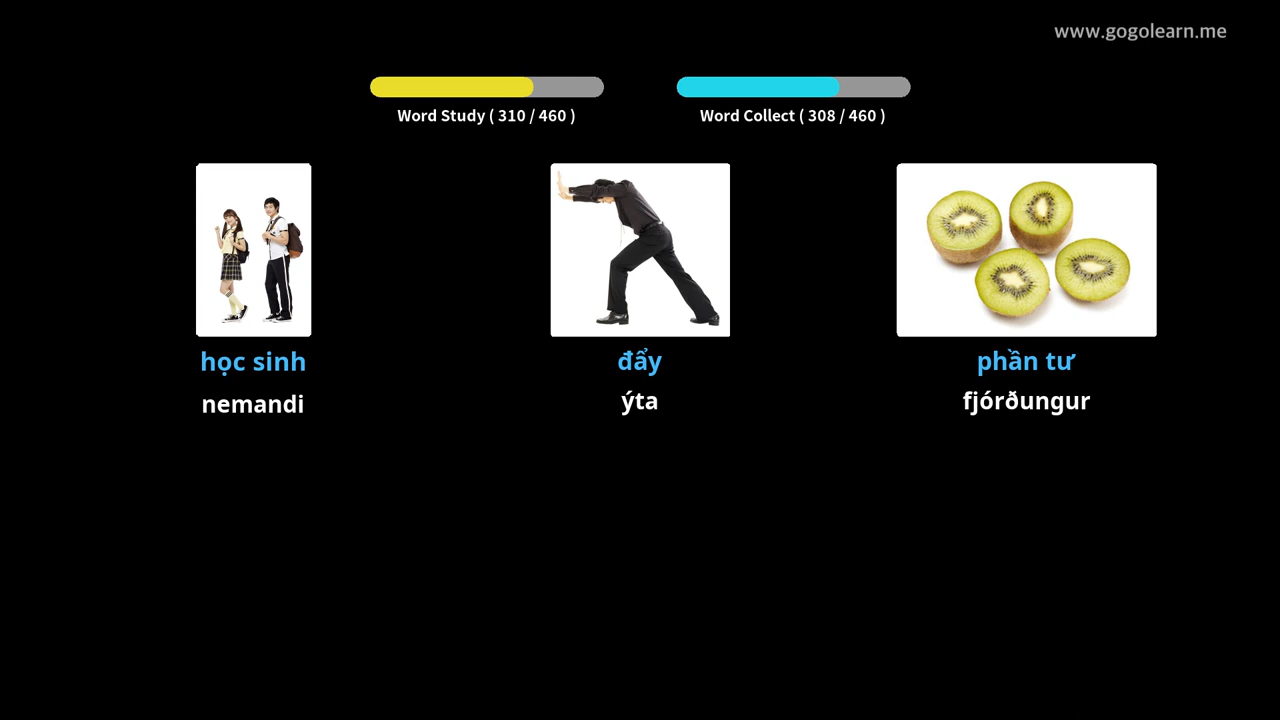 www.gogolearn.me
Word Study ( 310 / 460 )
Word Collect ( 308 / 460 )
học sinh
nemandi
đẩy
ýta
phần tư
fjórðungur